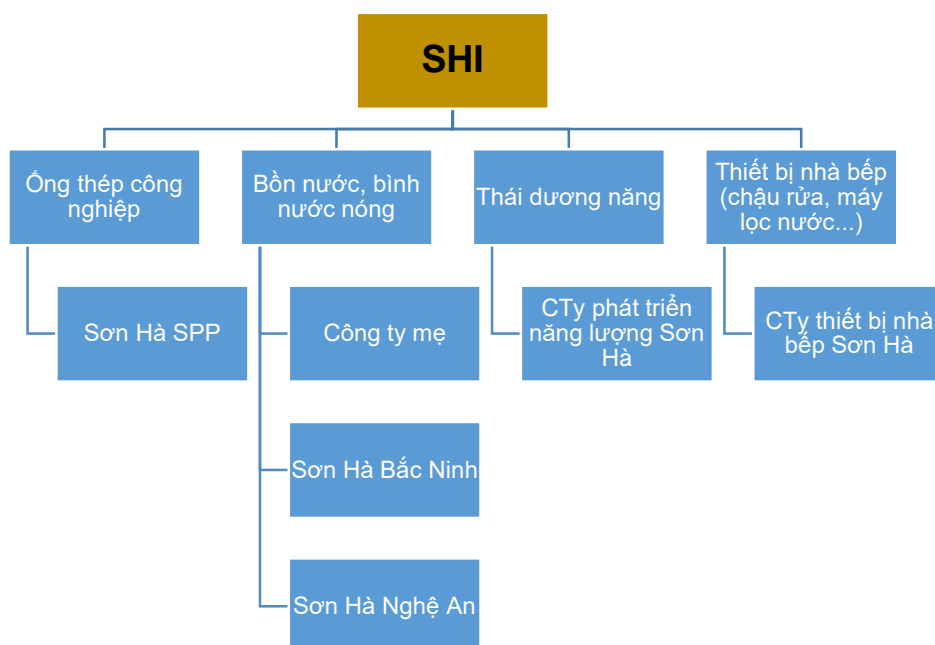 SHI
Ống thép công
nghiệp
Bồn nước, bình
nước nóng
Thái dương năng
Thiết bị nhà bếp
(chậu rửa, máy
lọc nước...)
Sơn Hà SPP
Công ty mẹ
CTy phát triển
năng lượng Sơn
Hà
CTy thiết bị nhà
bếp Sơn Hà
Sơn Hà Bắc Ninh
Sơn Hà Nghệ An